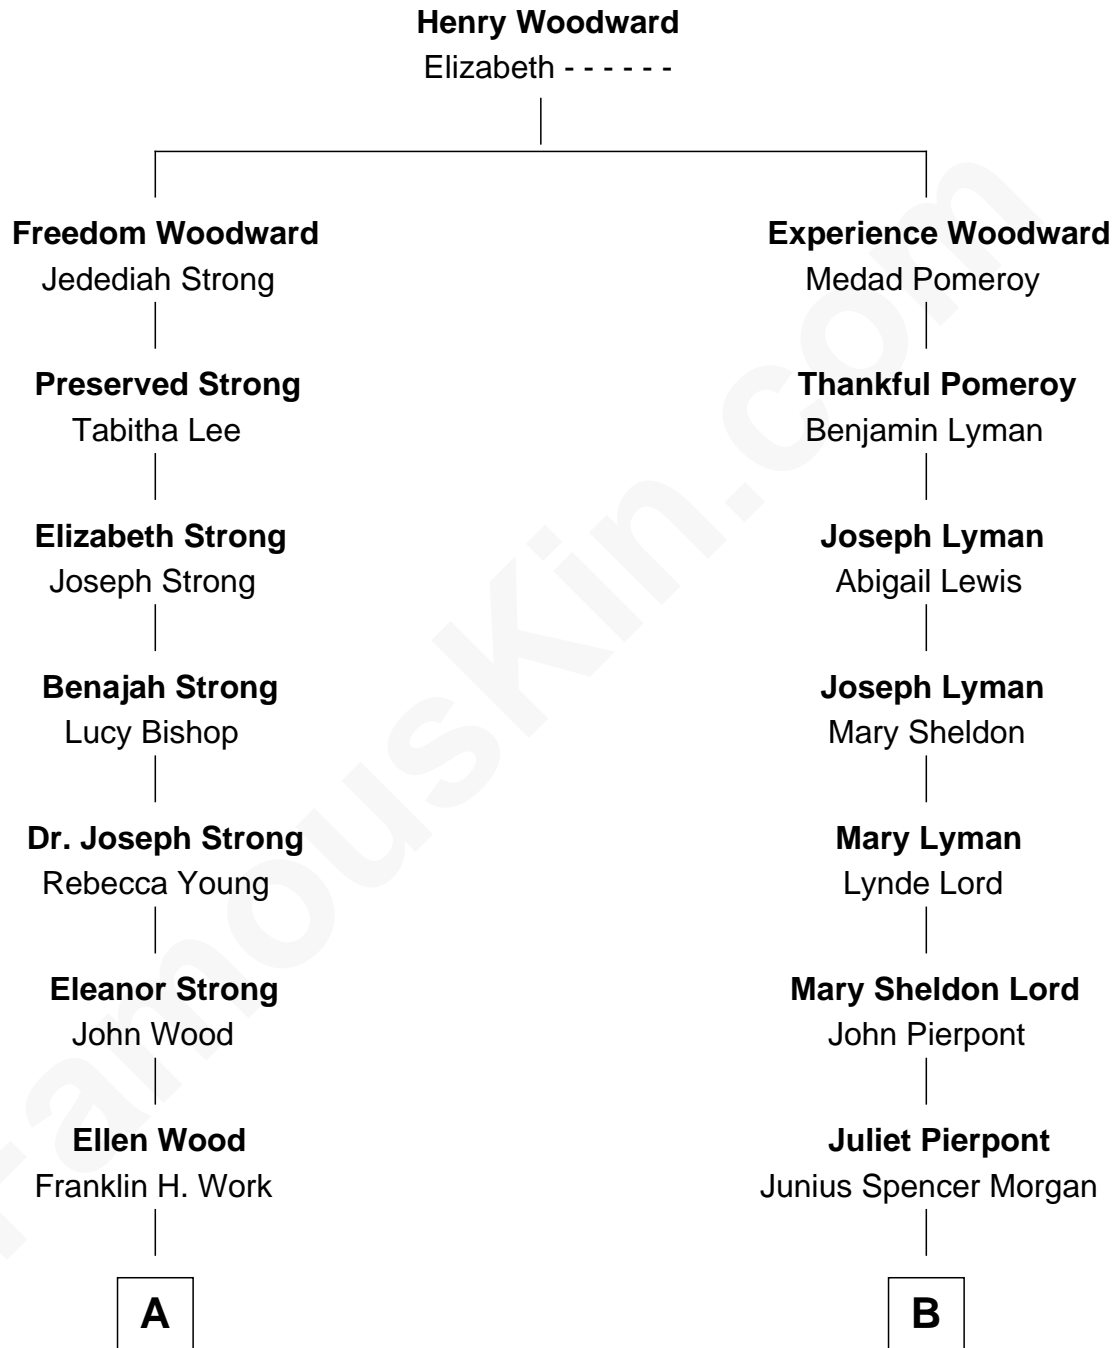 Henry Woodward
Elizabeth - - - - - -
Freedom Woodward
Jedediah Strong
Experience Woodward
Medad Pomeroy
Preserved Strong
Tabitha Lee
Thankful Pomeroy
Benjamin Lyman
Elizabeth Strong
Joseph Strong
Joseph Lyman
Abigail Lewis
Benajah Strong
Lucy Bishop
Joseph Lyman
Mary Sheldon
Dr. Joseph Strong
Rebecca Young
Mary Lyman
Lynde Lord
Eleanor Strong
John Wood
Mary Sheldon Lord
John Pierpont
Ellen Wood
Franklin H. Work
Juliet Pierpont
Junius Spencer Morgan
A
B
FamousKin.com